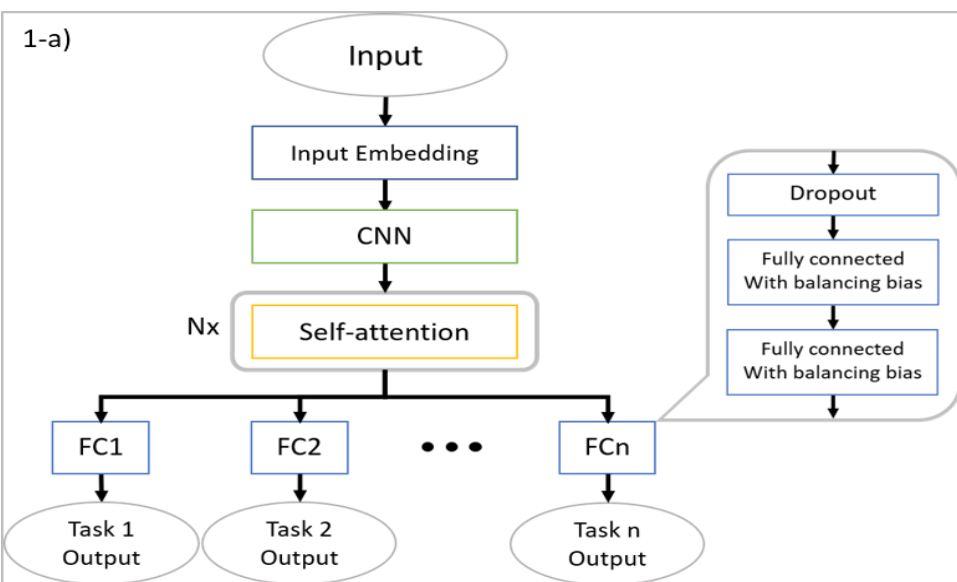 1-a)
Input
Input Embedding
CNN
Nx
Self-attention
FC1
FC2
FCn
Task 1
Output
Task 2
Output
Task n
Output
Dropout
Fully connected
With balancing bias
Fully connected
With balancing bias